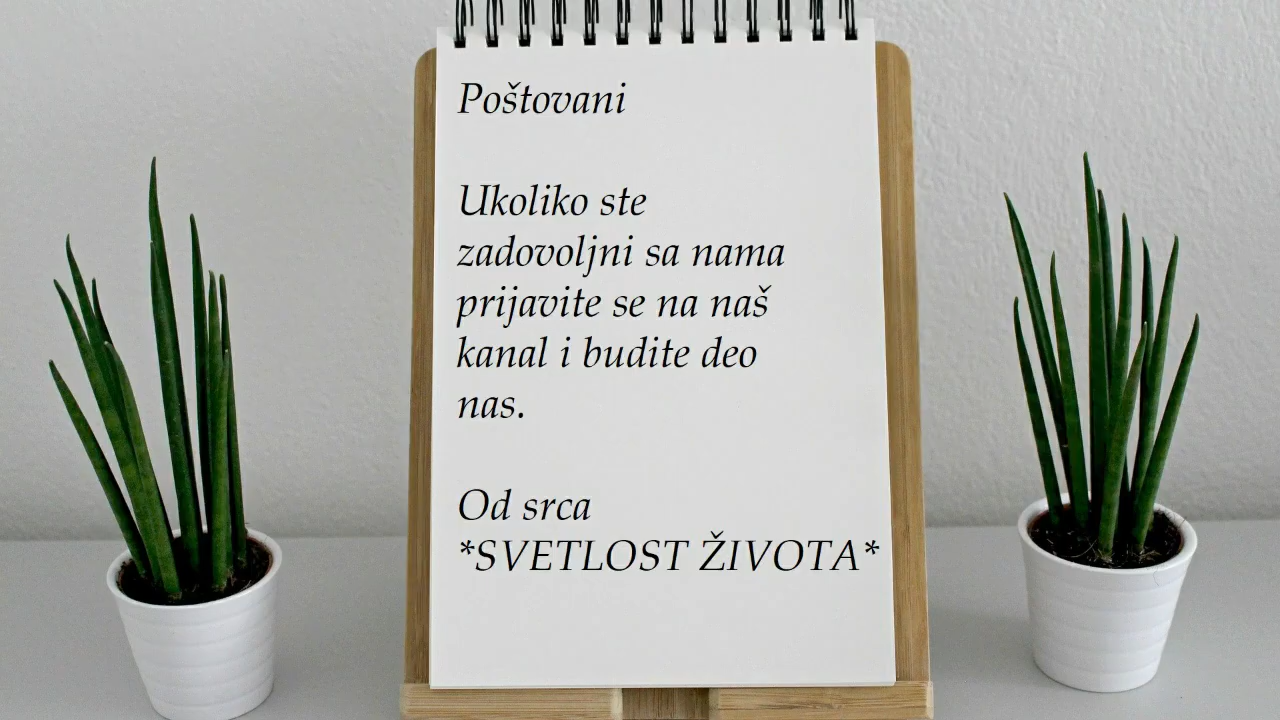 Poštovani
Ukoliko ste
zadovoljni sa nama
prijavite se na naš
kanal i budite deo
nas.
Od srca
*SVETLOST ŽIVOTA*